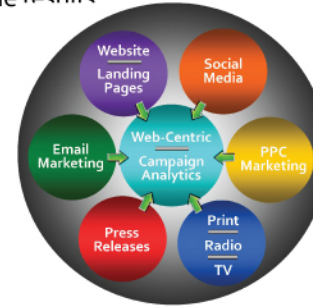 Website
Landing
Pages
Social
Media
Email
Marketing
Web-Centric
Campaign
Analytics
PPC
Marketing
Press
Releases
Print
Radio
TV